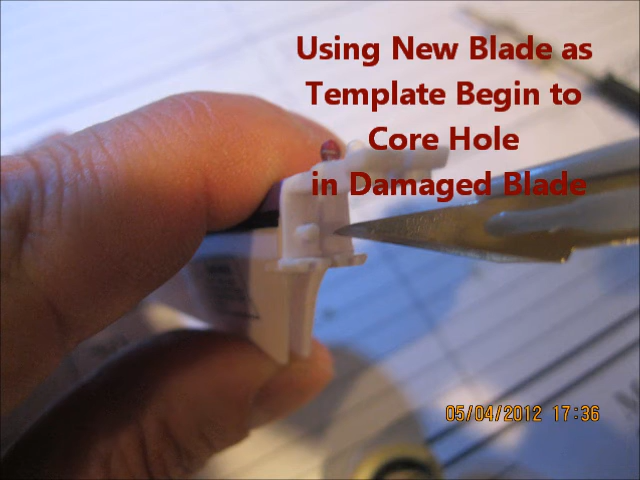 Using New Blade as
Template Begin to
Core Hole
in Damaged Blade
05/04/2012 17:36